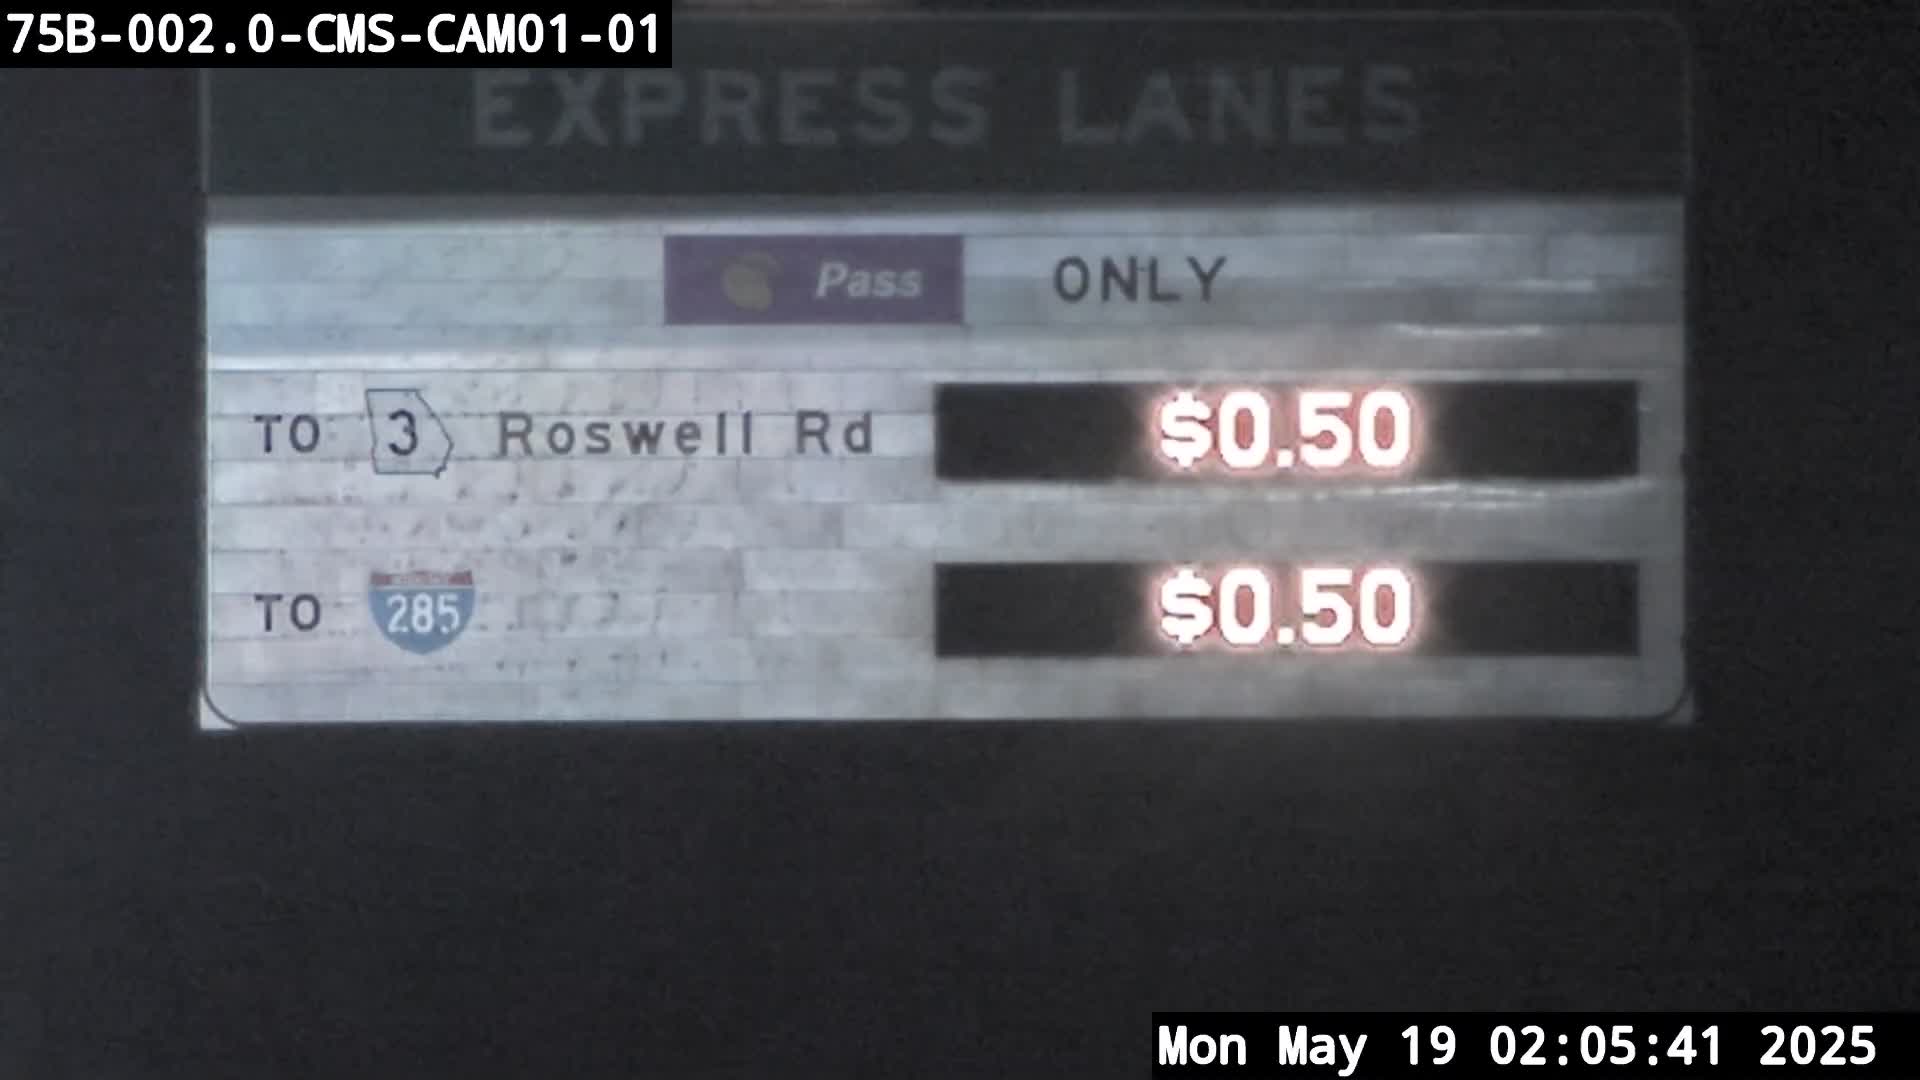 75B-002.0-CMS-CAM01-01
EXPRESS LANES
Pass ONLY
TO 3 Roswell Rd $0.50
TO 285 $0.50
Mon May 19 02:05:41 2025